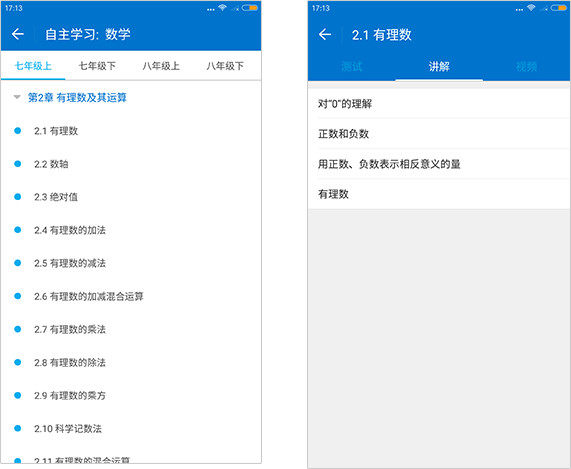 17:13
自主学习: 数学
七年级上 七年级下 八年级上 八年级下
第2章 有理数及其运算
2.1 有理数
2.2 数轴
2.3 绝对值
2.4 有理数的加法
2.5 有理数的减法
2.6 有理数的加减混合运算
2.7 有理数的乘法
2.8 有理数的除法
2.9 有理数的乘方
2.10 科学记数法
2.11 有理数的混合运算
17:13
2.1 有理数
测试 讲解 视频
对"0"的理解
正数和负数
用正数、负数表示相反意义的量
有理数